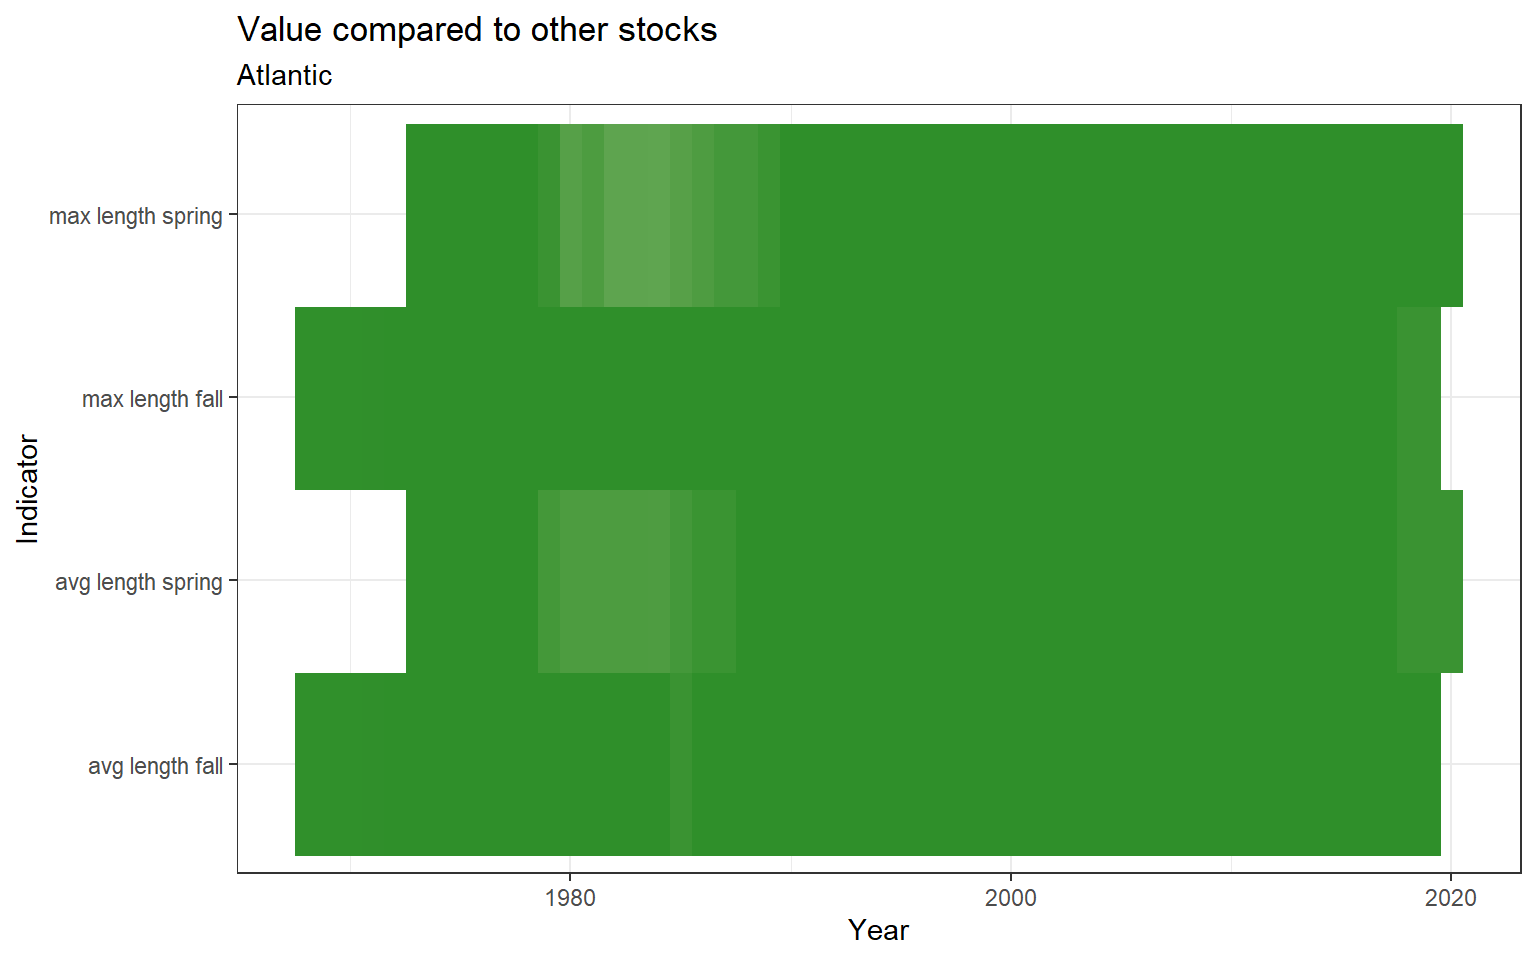 Value compared to other stocks
Atlantic
max length spring
max length fall
avg length spring
avg length fall
Indicator
1980
2000
2020
Year